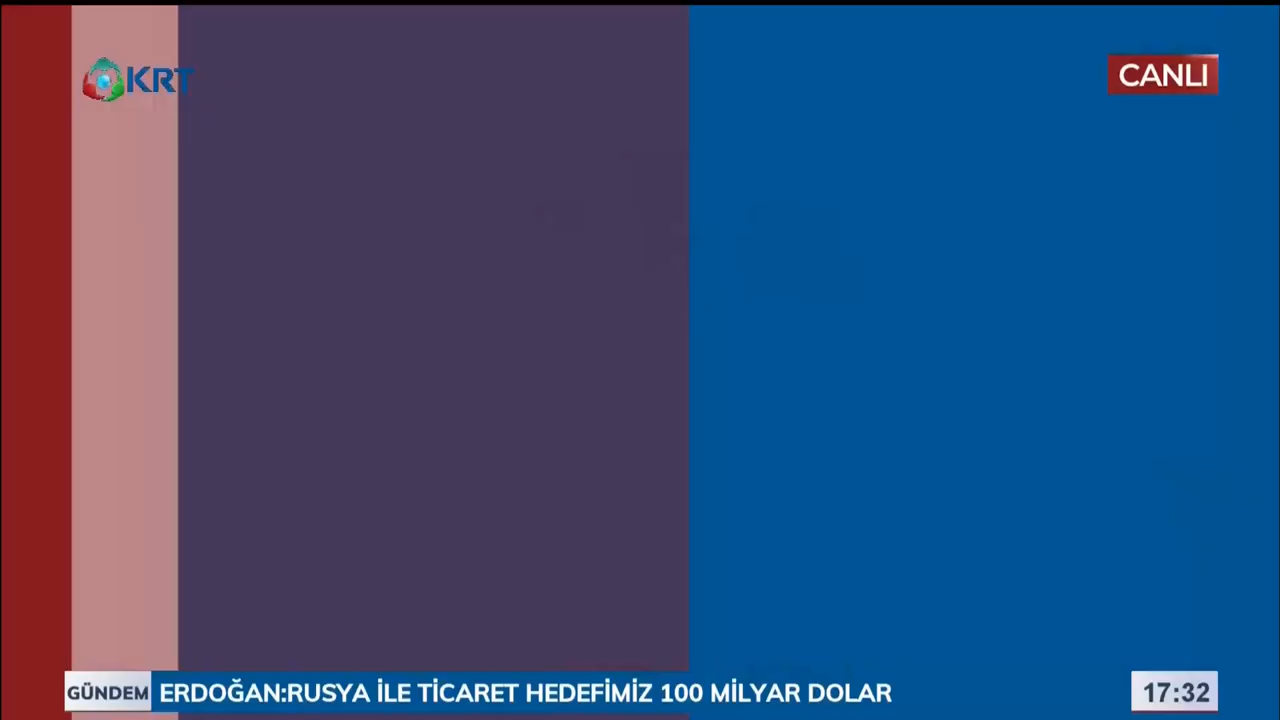 KRT
CANLI
GÜNDEM ERDOĞAN:RUSYA İLE TİCARET HEDEFİMİZ 100 MİLYAR DOLAR 17:32